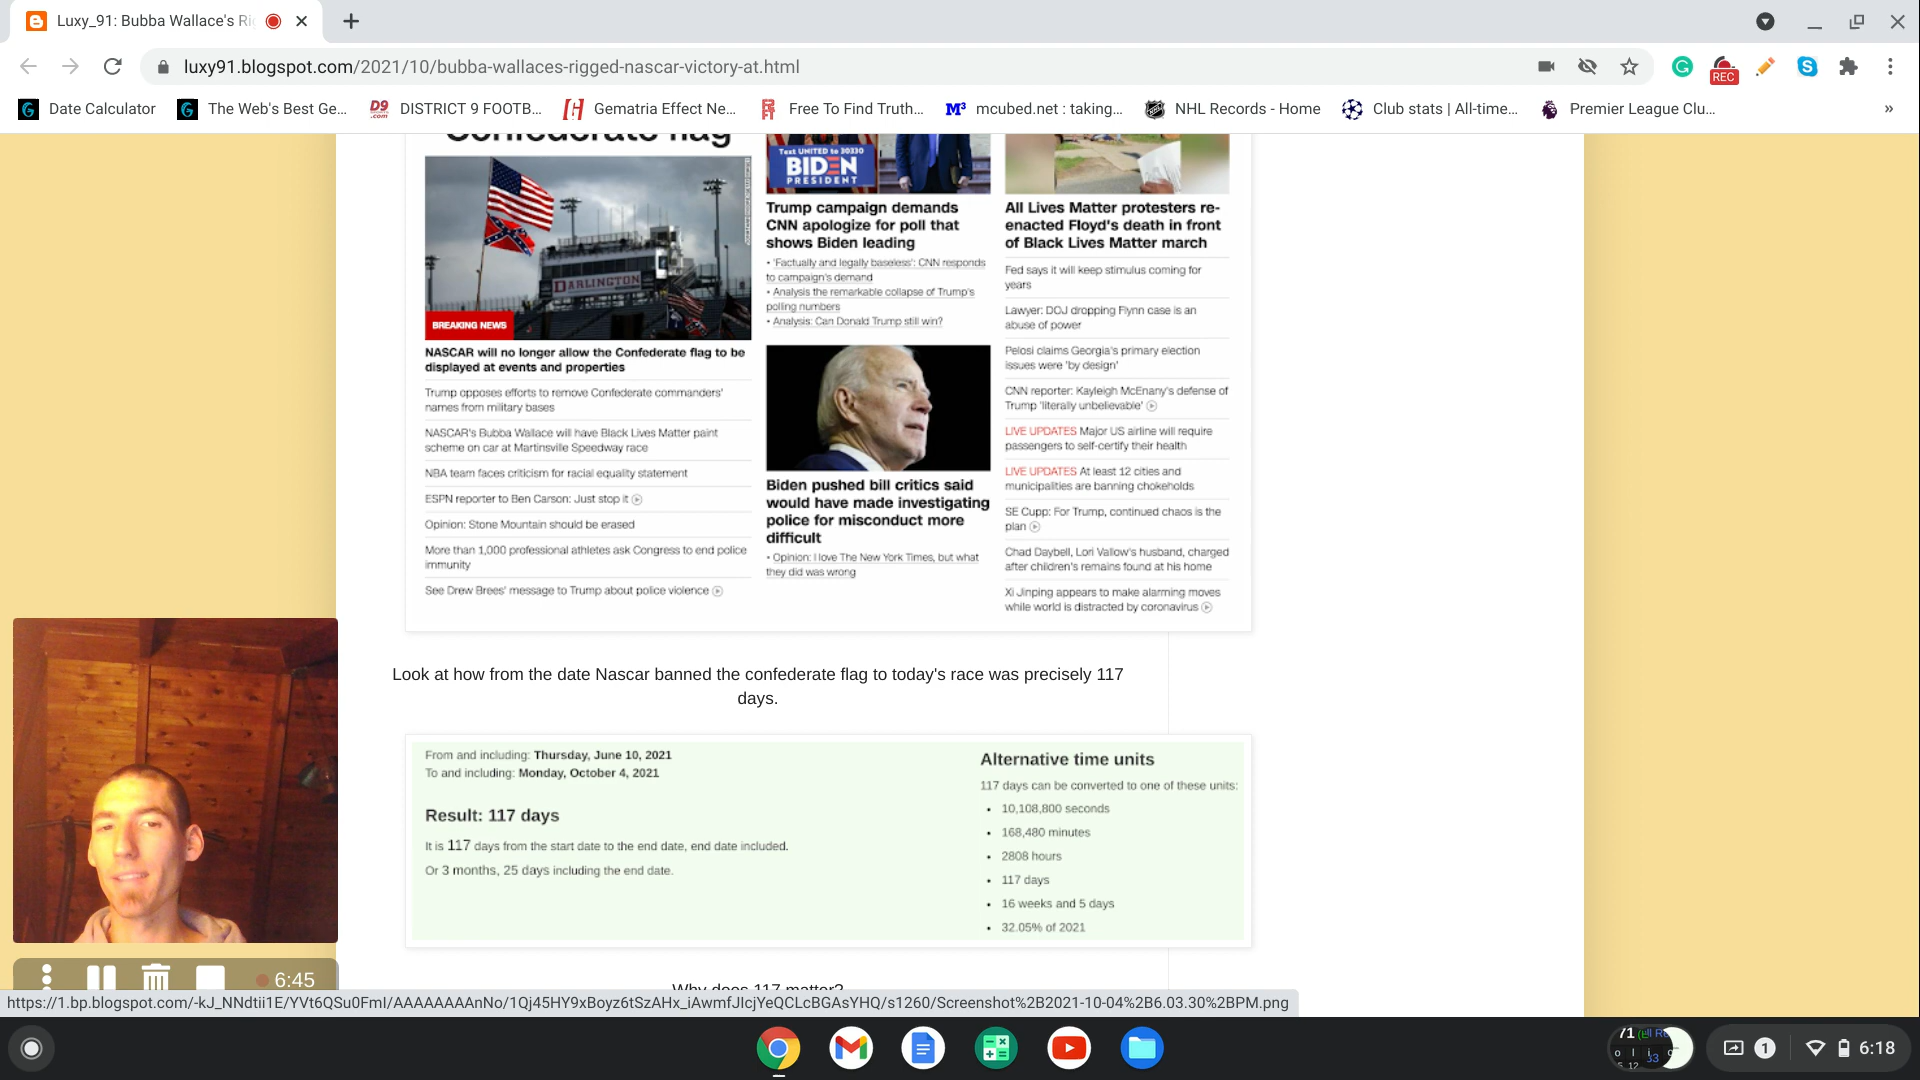 Luxy_91: Bubba Wallace's Ri
luxy91.blogspot.com/2021/10/bubba-wallaces-rigged-nascar-victory-at.html
REC
Date Calculator
The Web's Best Ge...
D9
.com
DISTRICT 9 FOOTB...
Gematria Effect Ne...
Free To Find Truth...
M³
mcubed.net : taking...
NHL Records - Home
Club stats | All-time...
Premier League Clu...
»
Confederate flag
DARLINGTON
BREAKING NEWS
NASCAR will no longer allow the Confederate flag to be
displayed at events and properties
Trump opposes efforts to remove Confederate commanders'
names from military bases
NASCAR's Bubba Wallace will have Black Lives Matter paint
scheme on car at Martinsville Speedway race
NBA team faces criticism for racial equality statement
ESPN reporter to Ben Carson: Just stop it
Opinion: Stone Mountain should be erased
More than 1,000 professional athletes ask Congress to end police
immunity
See Drew Brees' message to Trump about police violence
Text UNITED to 30330
BIDEN
PRESIDENT
Trump campaign demands
CNN apologize for poll that
shows Biden leading
• 'Factually and legally baseless': CNN responds
to campaign's demand
• Analysis the remarkable collapse of Trump's
polling numbers
• Analysis: Can Donald Trump still win?
Biden pushed bill critics said
would have made investigating
police for misconduct more
difficult
• Opinion: I love The New York Times, but what
they did was wrong
All Lives Matter protesters re-
enacted Floyd's death in front
of Black Lives Matter march
Fed says it will keep stimulus coming for
years
Lawyer: DOJ dropping Flynn case is an
abuse of power
Pelosi claims Georgia's primary election
issues were 'by design'
CNN reporter: Kayleigh McEnany's defense of
Trump 'literally unbelievable'
LIVE UPDATES Major US airline will require
passengers to self-certify their health
LIVE UPDATES At least 12 cities and
municipalities are banning chokeholds
SE Cupp: For Trump, continued chaos is the
plan
Chad Daybell, Lori Vallow's husband, charged
after children's remains found at his home
Xi Jinping appears to make alarming moves
while world is distracted by coronavirus
Look at how from the date Nascar banned the confederate flag to today's race was precisely 117
days.
From and including: Thursday, June 10, 2021
To and including: Monday, October 4, 2021
Result: 117 days
It is 117 days from the start date to the end date, end date included.
Or 3 months, 25 days including the end date.
Alternative time units
117 days can be converted to one of these units:
• 10,108,800 seconds
• 168,480 minutes
• 2808 hours
• 117 days
• 16 weeks and 5 days
• 32.05% of 2021
Why does 117 matter?
6:45
https://1.bp.blogspot.com/-kJ_NNdtii1E/YVt6QSu0FmI/AAAAAAAAnNo/1Qj45HY9xBoyz6tSzAHx_iAwmfJIcjYeQCLcBGAsYHQ/s1260/Screenshot%2B2021-10-04%2B6.03.30%2BPM.png
71
1
6:18